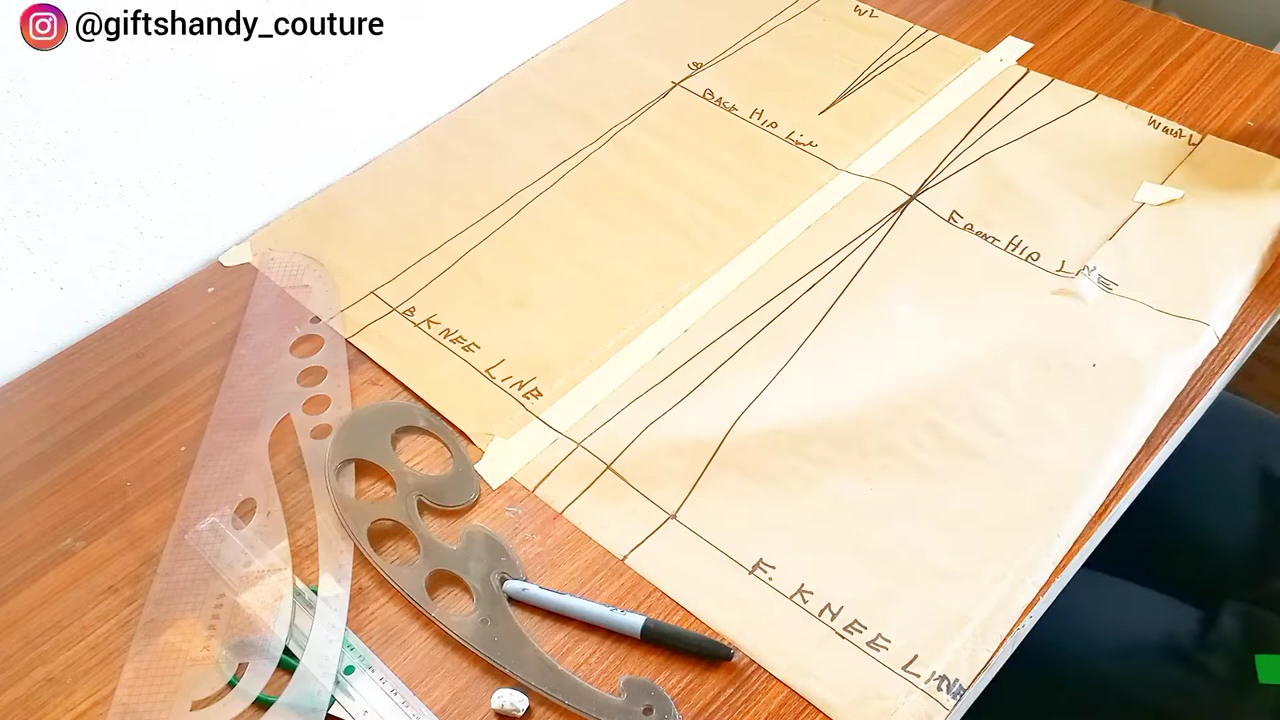 @giftshandy_couture
WL
BACK HIP Line
Waist L
FRONT HIP LINE
B. KNEE LINE
F. KNEE LINE